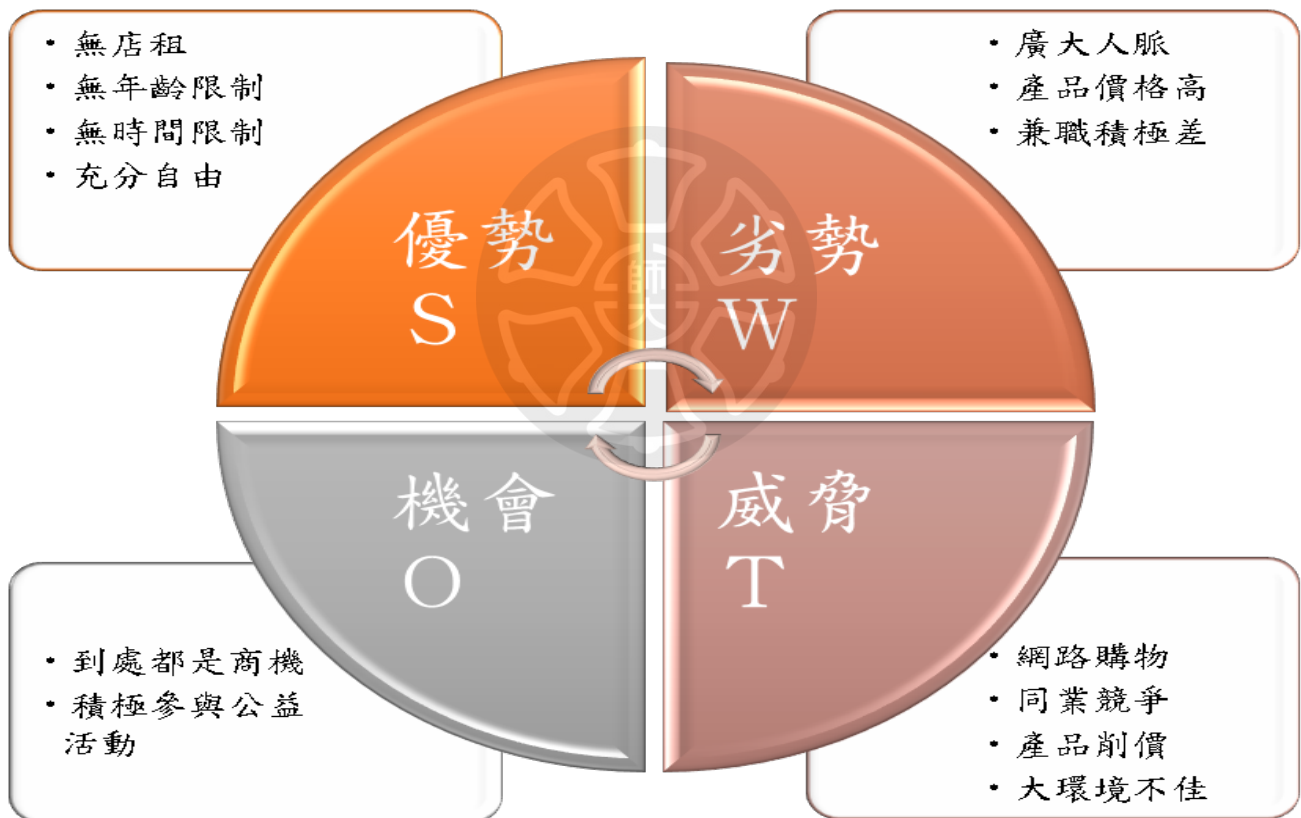 • 無店租
• 無年齡限制
• 無時間限制
• 充分自由
• 廣大人脈
• 產品價格高
• 兼職積極差
優勢
S
劣勢
W
師大
機會
O
威脅
T
• 到處都是商機
• 積極參與公益
活動
• 網路購物
• 同業競爭
• 產品削價
• 大環境不佳